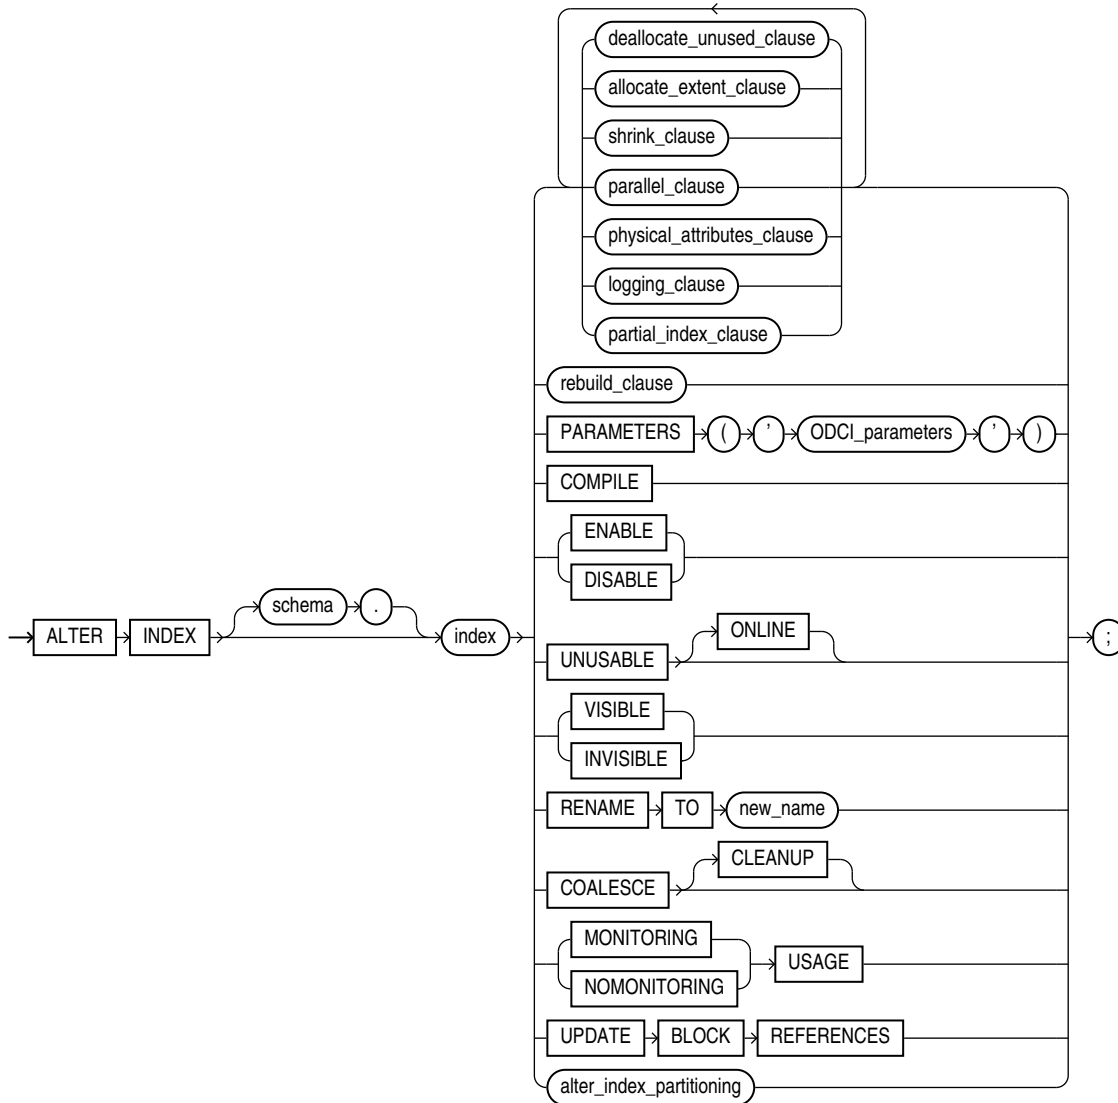 deallocate_unused_clause
allocate_extent_clause
shrink_clause
parallel_clause
physical_attributes_clause
logging_clause
partial_index_clause
rebuild_clause
PARAMETERS ( ' ODCI_parameters ' )
COMPILE
ENABLE
DISABLE
schema .
ALTER INDEX index ;
ONLINE
UNUSABLE
VISIBLE
INVISIBLE
RENAME TO new_name
CLEANUP
COALESCE
MONITORING
USAGE
NOMONITORING
UPDATE BLOCK REFERENCES
alter_index_partitioning